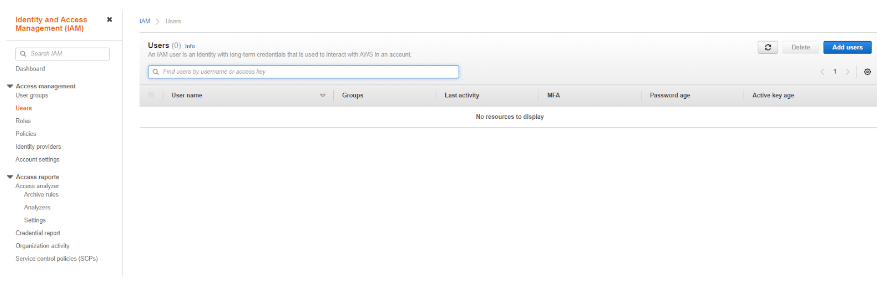 Identity and Access
Management (IAM)
Search IAM
Dashboard
Access management
User groups
Users
Roles
Policies
Identity providers
Account settings
Access reports
Access analyzer
Archive rules
Analyzers
Settings
Credential report
Organization activity
Service control policies (SCPs)
IAM > Users
Users (0) Info
An IAM user is an identity with long-term credentials that is used to interact with AWS in an account.
Delete Add users
Find users by username or access key
1
User name Groups Last activity MFA Password age Active key age
No resources to display